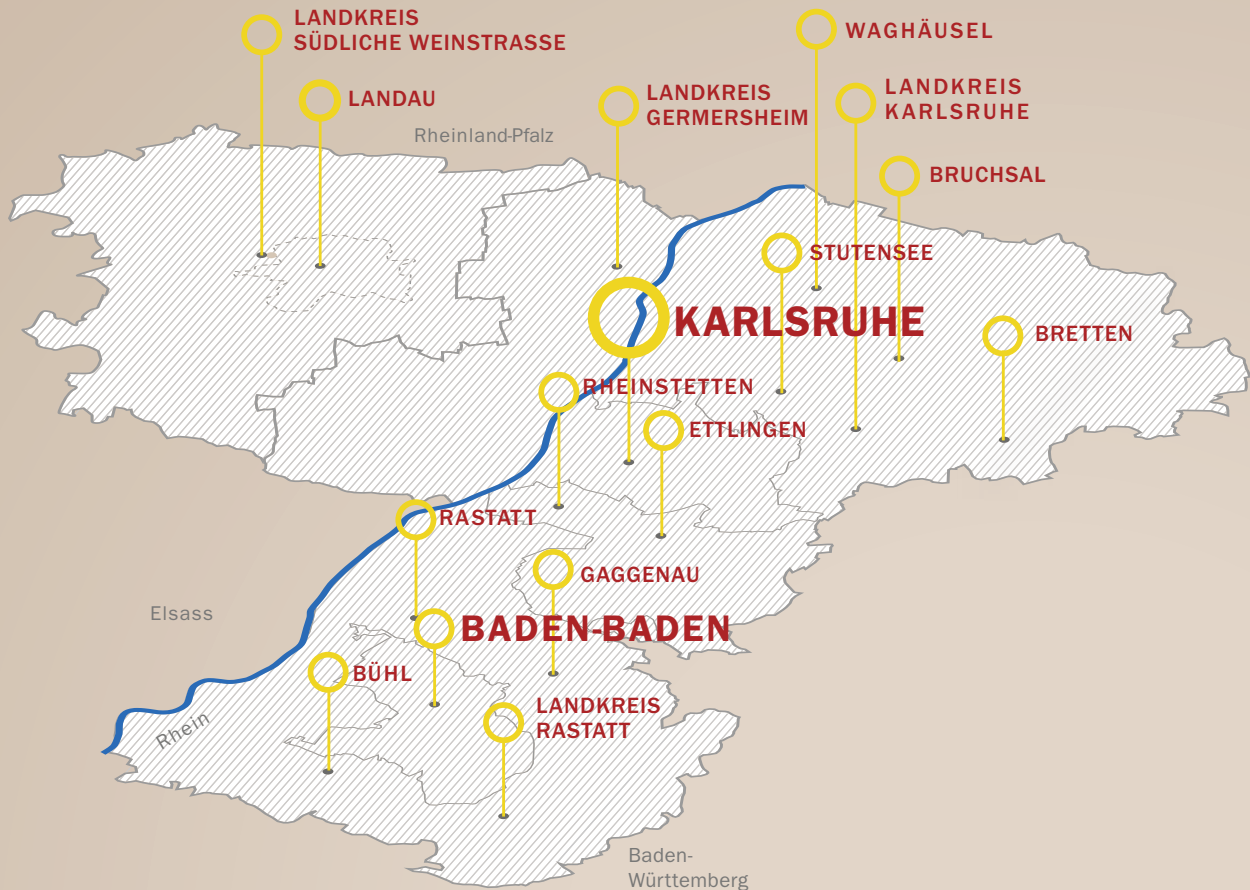 LANDKREIS
SÜDLICHE WEINSTRASSE
WAGHÄUSEL
LANDAU
LANDKREIS
GERMERSHEIM
LANDKREIS
KARLSRUHE
Rheinland-Pfalz
BRUCHSAL
STUTENSEE
KARLSRUHE
BRETTEN
RHEINSTETTEN
ETTLINGEN
RASTATT
GAGGENAU
Elsass
BADEN-BADEN
BÜHL
LANDKREIS
RASTATT
Rhein
Baden-
Württemberg